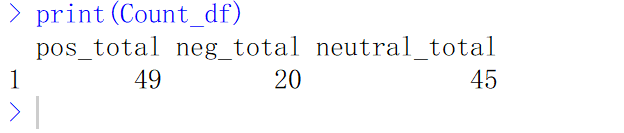 > print(Count_df)
pos_total neg_total neutral_total
1 49 20 45
>